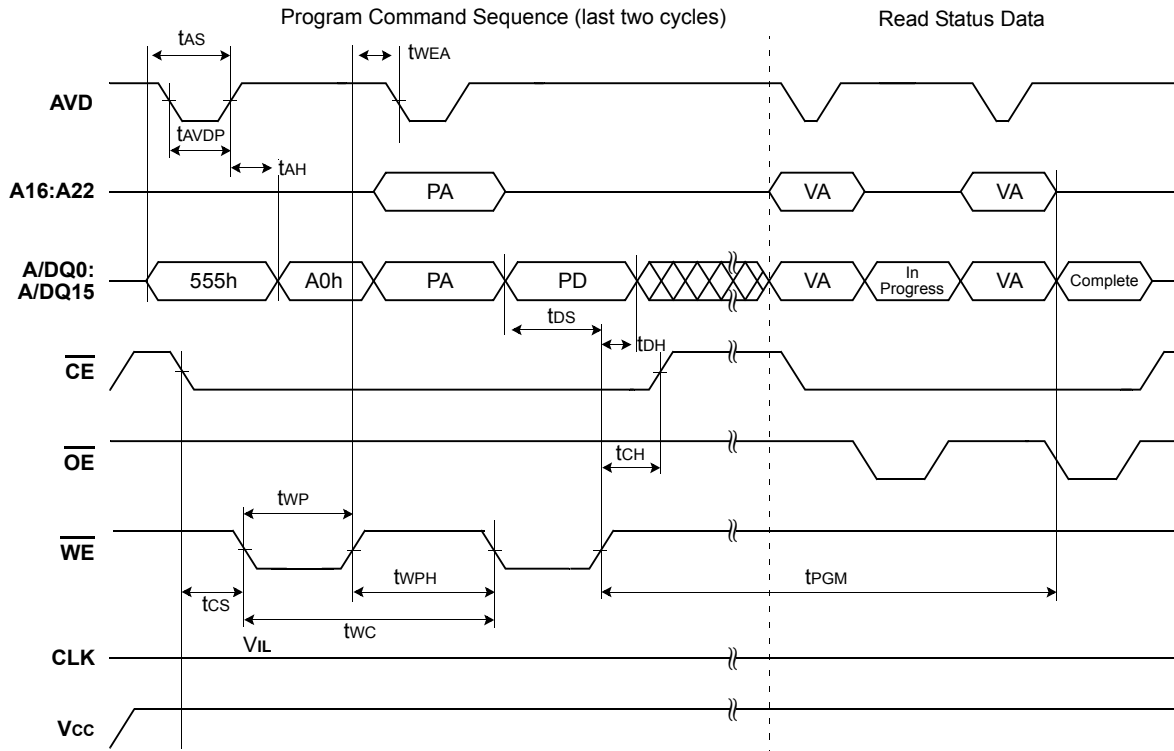 Program Command Sequence (last two cycles)
Read Status Data
tAS
tWEA
AVD
tAVDP
tAH
A16:A22
PA
VA
VA
A/DQ0:
A/DQ15
555h
A0h
PA
PD
VA
In
Progress
VA
Complete
tDS
tDH
CE
OE
tCH
tWP
WE
tWPH
tPGM
tCS
tWC
VIL
CLK
Vcc